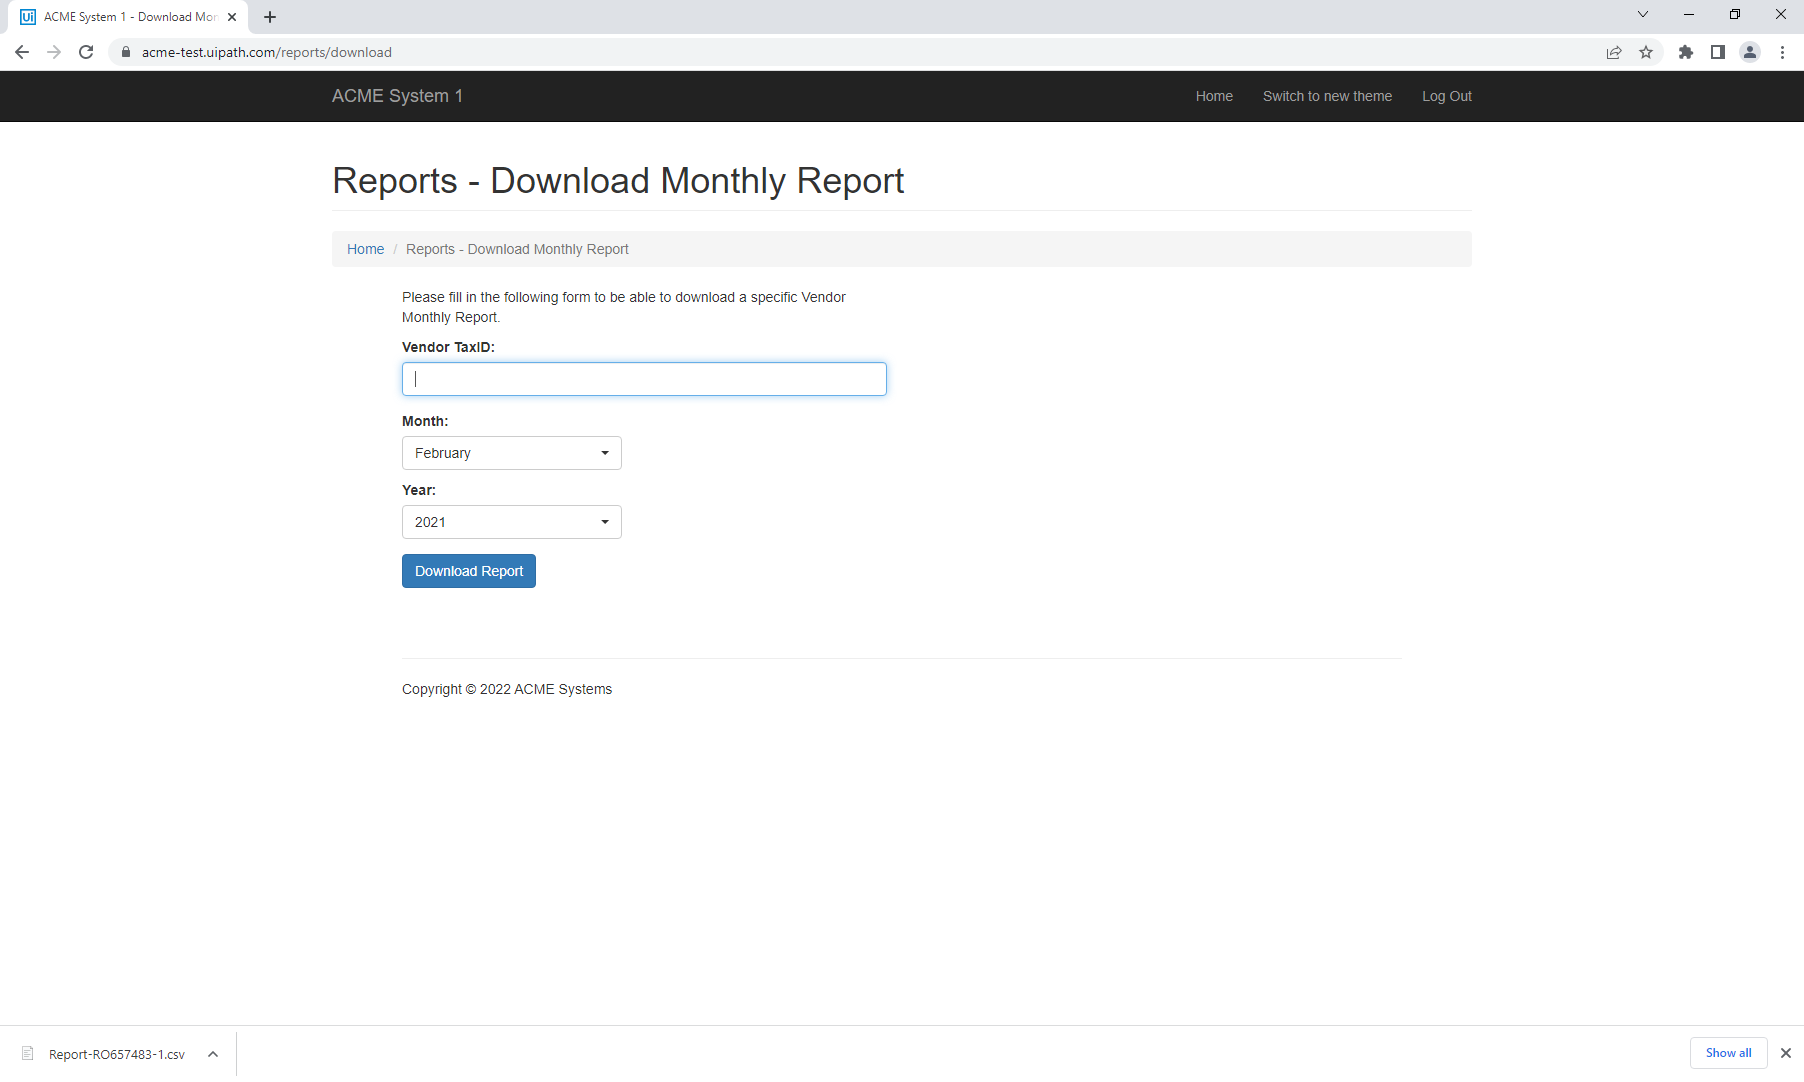 ACME System 1 - Download Mon
acme-test.uipath.com/reports/download
ACME System 1
Home
Switch to new theme
Log Out
Reports - Download Monthly Report
Home / Reports - Download Monthly Report
Please fill in the following form to be able to download a specific Vendor
Monthly Report.
Vendor TaxID:
Month:
February
Year:
2021
Download Report
Copyright © 2022 ACME Systems
Report-RO657483-1.csv
Show all